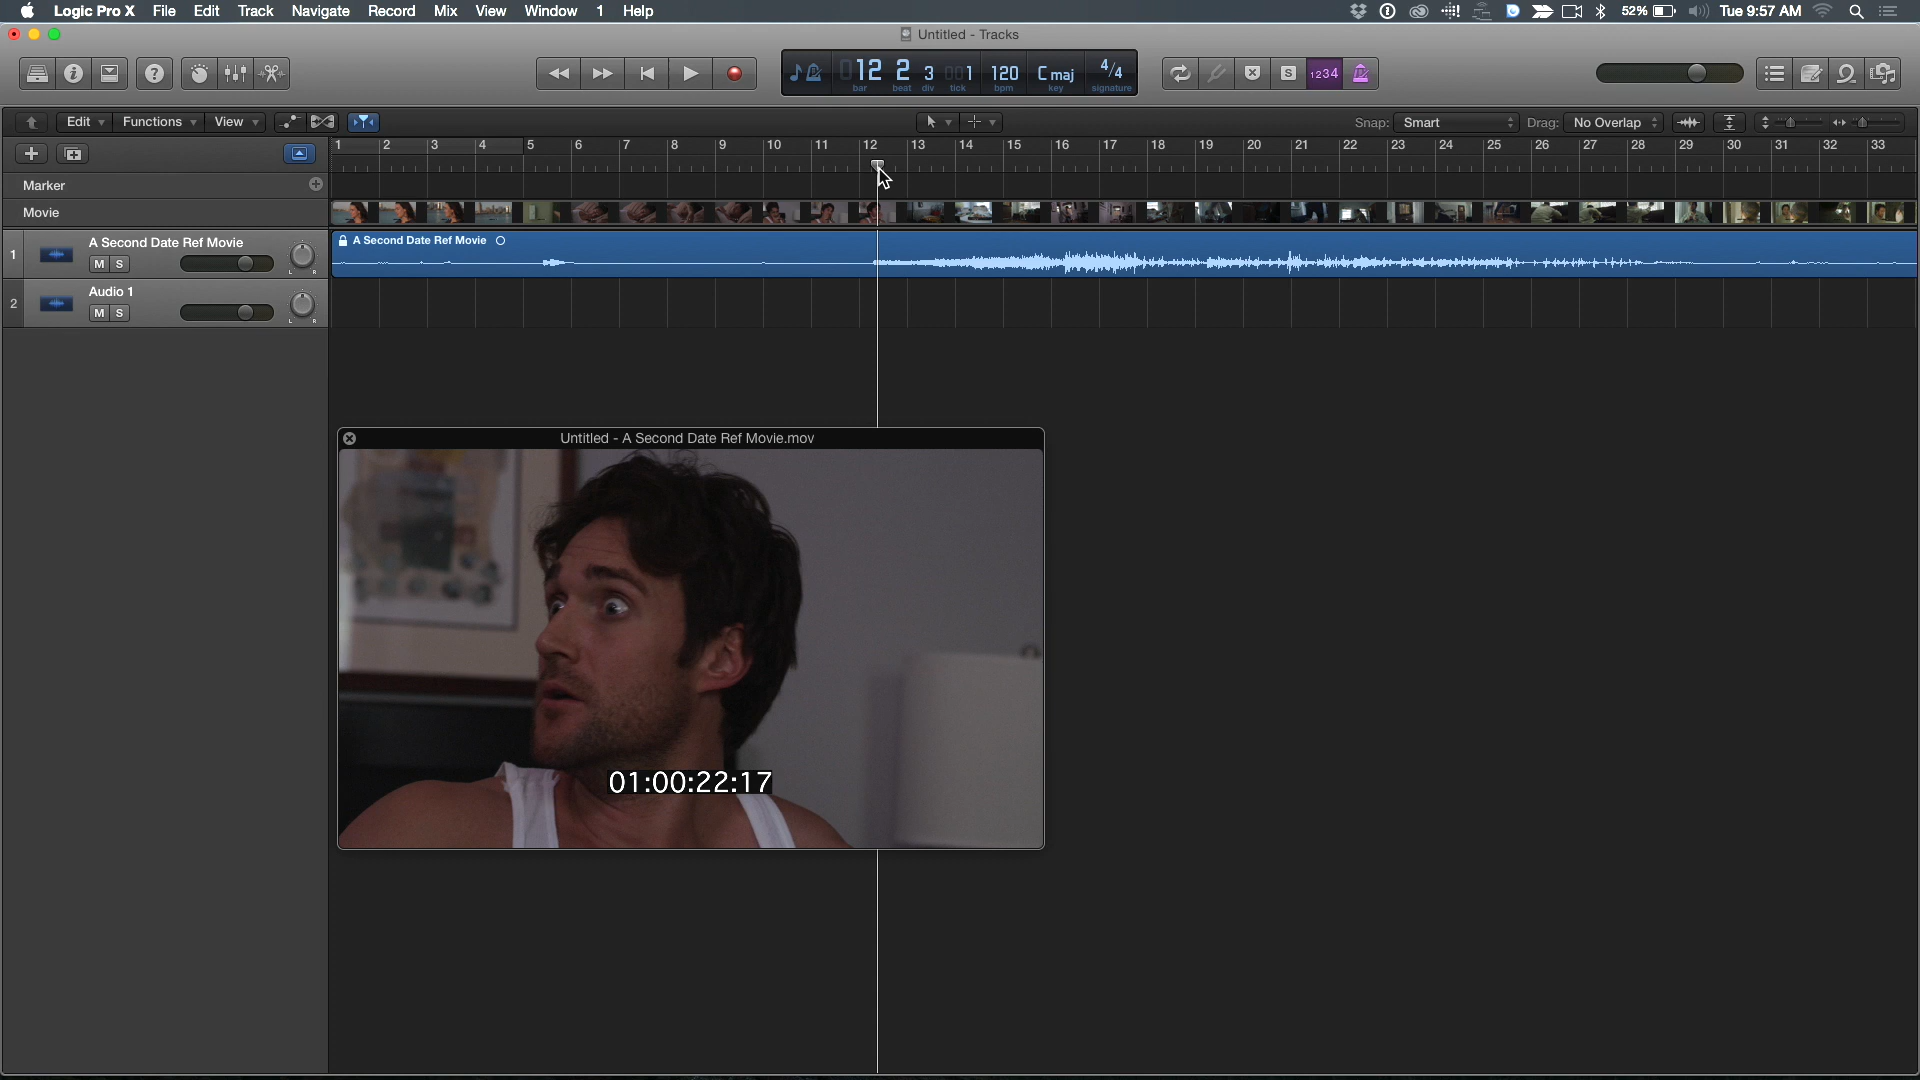 Logic Pro X File Edit Track Navigate Record Mix View Window 1 Help 52% Tue 9:57 AM
Untitled - Tracks
012 2 3 001 120 C maj 4/4 S 1234
bar beat div tick bpm key signature
Edit Functions View Snap: Smart Drag: No Overlap
1 2 3 4 5 6 7 8 9 10 11 12 13 14 15 16 17 18 19 20 21 22 23 24 25 26 27 28 29 30 31 32 33
Marker
Movie
1 A Second Date Ref Movie A Second Date Ref Movie
M S L R
2 Audio 1
M S L R
Untitled - A Second Date Ref Movie.mov
01:00:22:17